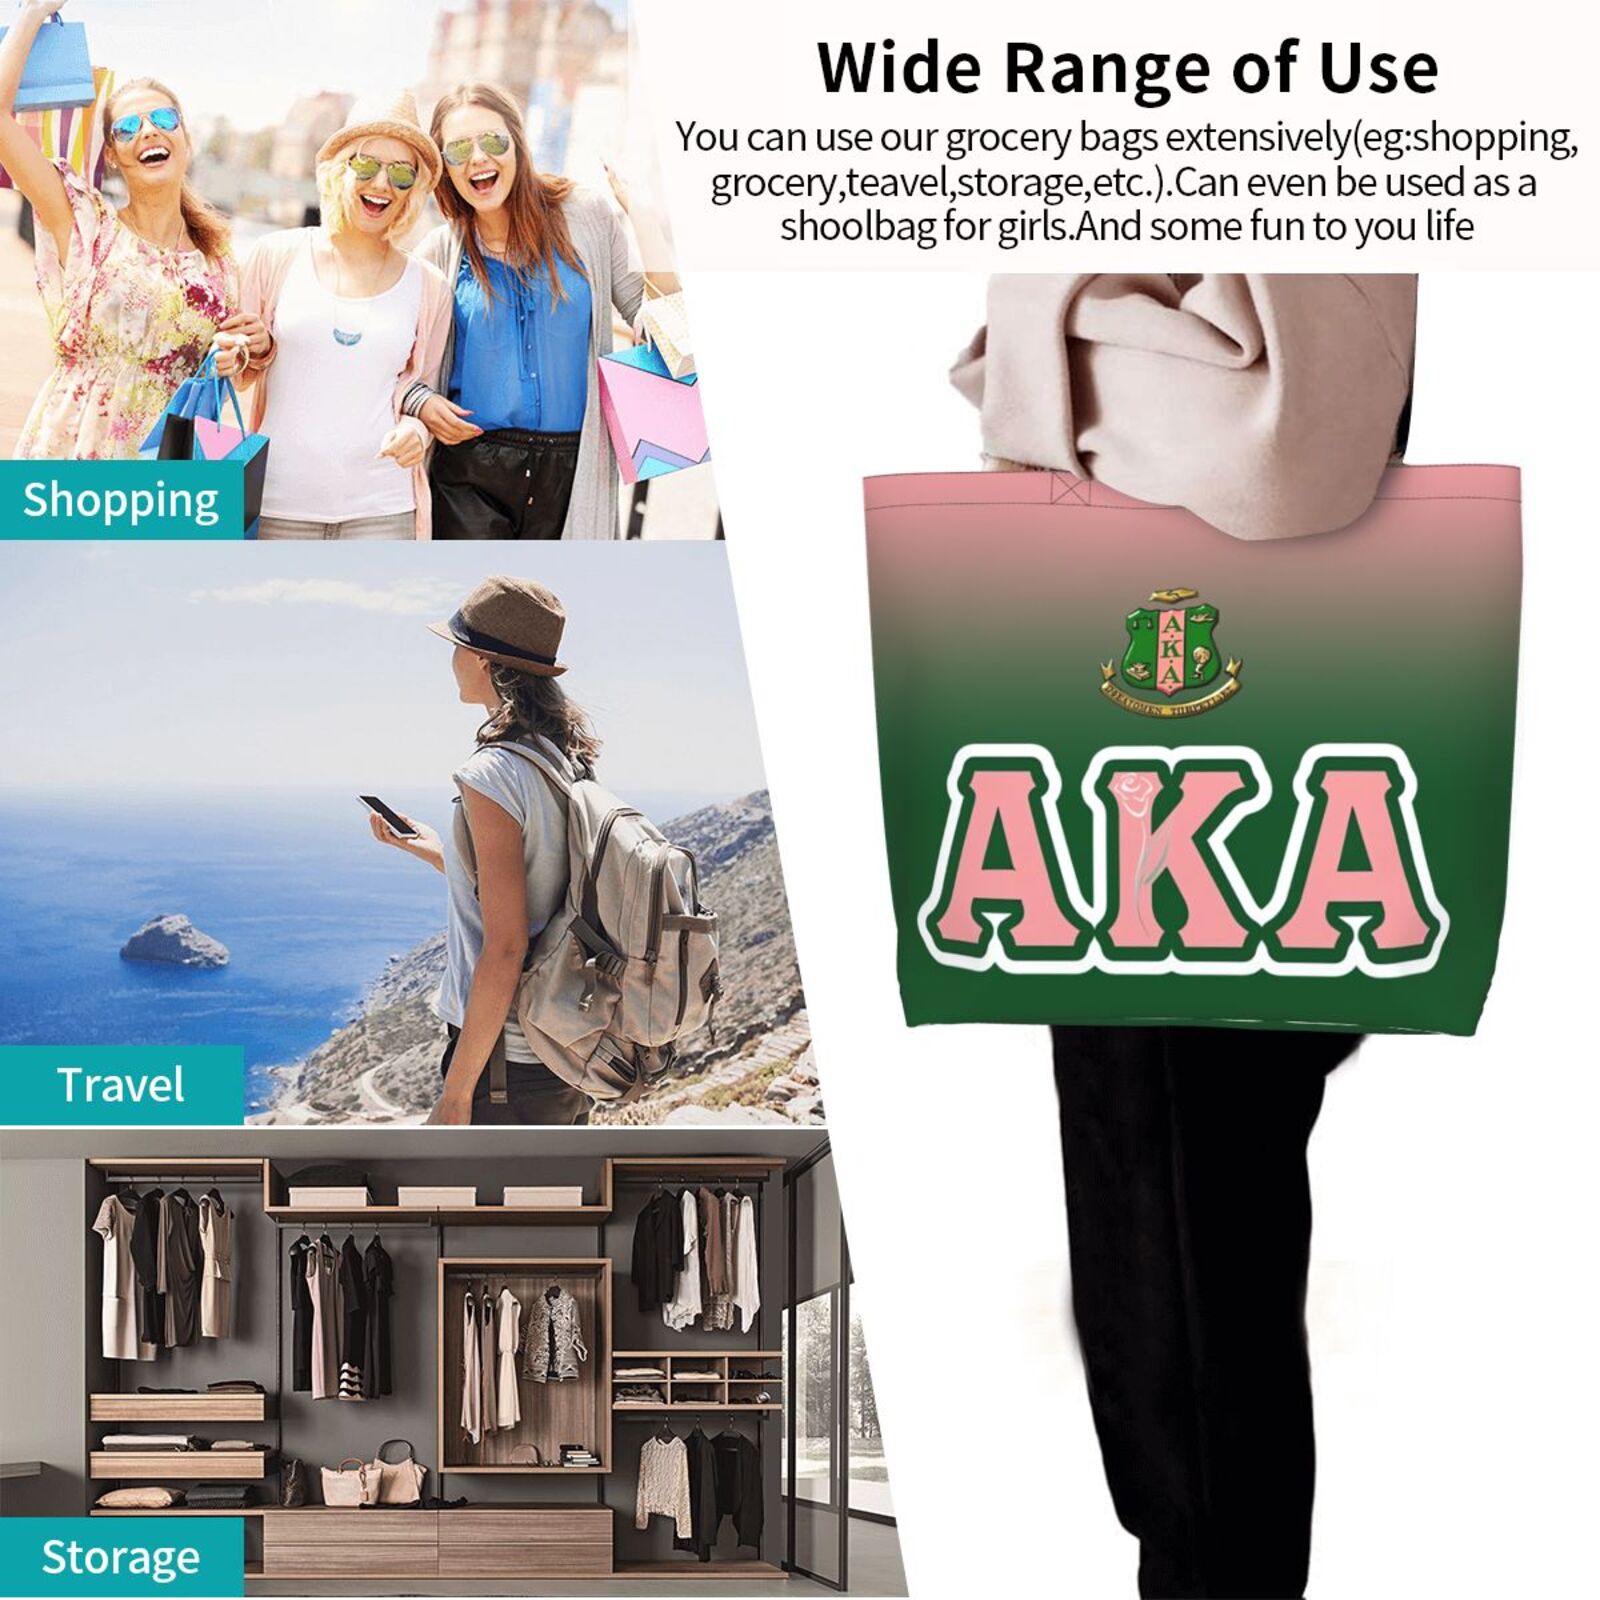 Wide Range of Use
You can use our grocery bags extensively(eg:shopping,
grocery,teavel,storage,etc.).Can even be used as a
shoolbag for girls.And some fun to you life
Shopping
A
K
A
AKA
Travel
Storage